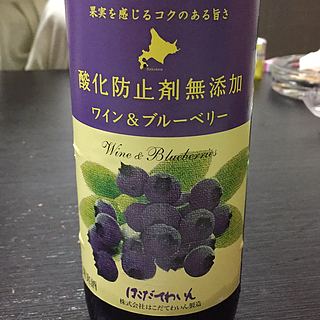 果実を感じるコクのある旨さ
酸化防止剤無添加
ワイン＆ブルーベリー
Wine & Blueberries
はこだてわいん
株式会社はこだてわいん製造